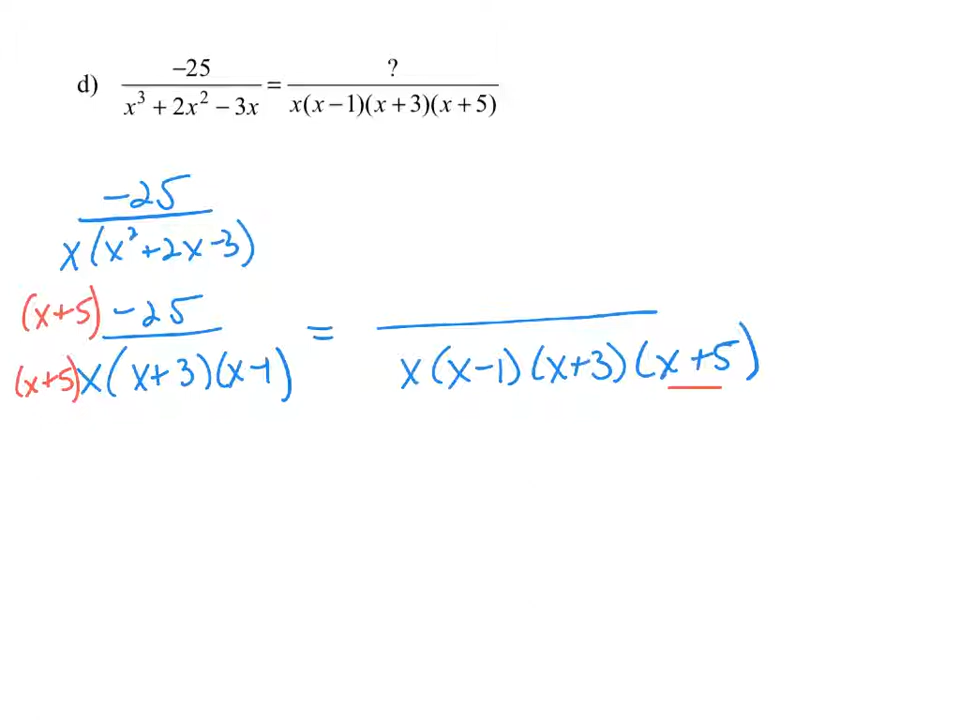 d) −25 / x³ + 2x² − 3x = ? / x(x − 1)(x + 3)(x + 5)
−25
x(x²+2x−3)
(x+5) −25 =
(x+5)x(x+3)(x−1) x(x−1)(x+3)(x+5)